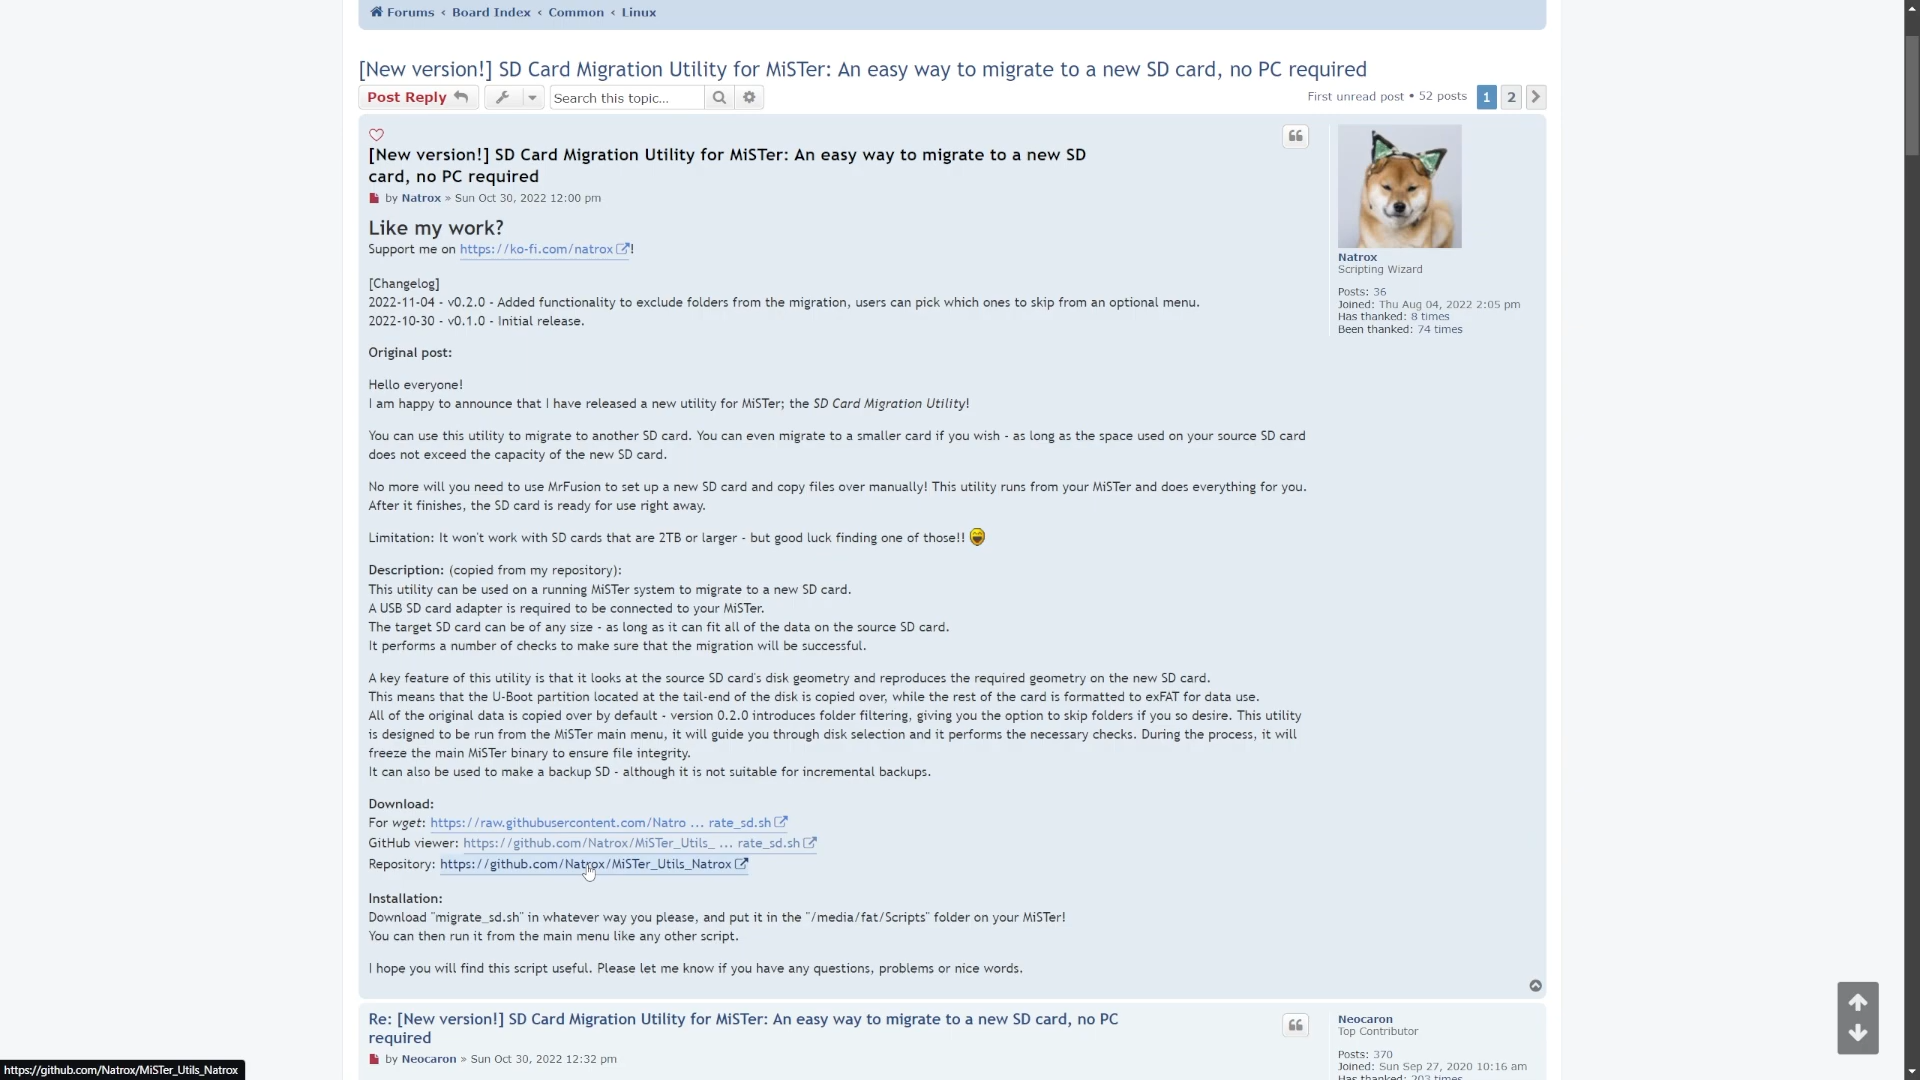 Forums ‹ Board Index ‹ Common ‹ Linux
[New version!] SD Card Migration Utility for MiSTer: An easy way to migrate to a new SD card, no PC required
Post Reply
Search this topic...
First unread post • 52 posts 1 2
[New version!] SD Card Migration Utility for MiSTer: An easy way to migrate to a new SD
card, no PC required
by Natrox » Sun Oct 30, 2022 12:00 pm
Like my work?
Support me on https://ko-fi.com/natrox!
[Changelog]
2022-11-04 - v0.2.0 - Added functionality to exclude folders from the migration, users can pick which ones to skip from an optional menu.
2022-10-30 - v0.1.0 - Initial release.
Original post:
Hello everyone!
I am happy to announce that I have released a new utility for MiSTer; the SD Card Migration Utility!
You can use this utility to migrate to another SD card. You can even migrate to a smaller card if you wish - as long as the space used on your source SD card
does not exceed the capacity of the new SD card.
No more will you need to use MrFusion to set up a new SD card and copy files over manually! This utility runs from your MiSTer and does everything for you.
After it finishes, the SD card is ready for use right away.
Limitation: It won't work with SD cards that are 2TB or larger - but good luck finding one of those!!
Description: (copied from my repository):
This utility can be used on a running MiSTer system to migrate to a new SD card.
A USB SD card adapter is required to be connected to your MiSTer.
The target SD card can be of any size - as long as it can fit all of the data on the source SD card.
It performs a number of checks to make sure that the migration will be successful.
A key feature of this utility is that it looks at the source SD card's disk geometry and reproduces the required geometry on the new SD card.
This means that the U-Boot partition located at the tail-end of the disk is copied over, while the rest of the card is formatted to exFAT for data use.
All of the original data is copied over by default - version 0.2.0 introduces folder filtering, giving you the option to skip folders if you so desire. This utility
is designed to be run from the MiSTer main menu, it will guide you through disk selection and it performs the necessary checks. During the process, it will
freeze the main MiSTer binary to ensure file integrity.
It can also be used to make a backup SD - although it is not suitable for incremental backups.
Download:
For wget: https://raw.githubusercontent.com/Natro ... rate_sd.sh
GitHub viewer: https://github.com/Natrox/MiSTer_Utils_ ... rate_sd.sh
Repository: https://github.com/Natrox/MiSTer_Utils_Natrox
Installation:
Download "migrate_sd.sh" in whatever way you please, and put it in the "/media/fat/Scripts" folder on your MiSTer!
You can then run it from the main menu like any other script.
I hope you will find this script useful. Please let me know if you have any questions, problems or nice words.
Natrox
Scripting Wizard
Posts: 36
Joined: Thu Aug 04, 2022 2:05 pm
Has thanked: 8 times
Been thanked: 74 times
Re: [New version!] SD Card Migration Utility for MiSTer: An easy way to migrate to a new SD card, no PC
required
by Neocaron » Sun Oct 30, 2022 12:32 pm
Neocaron
Top Contributor
Posts: 370
Joined: Sun Sep 27, 2020 10:16 am
Has thanked: 203 times
https://github.com/Natrox/MiSTer_Utils_Natrox